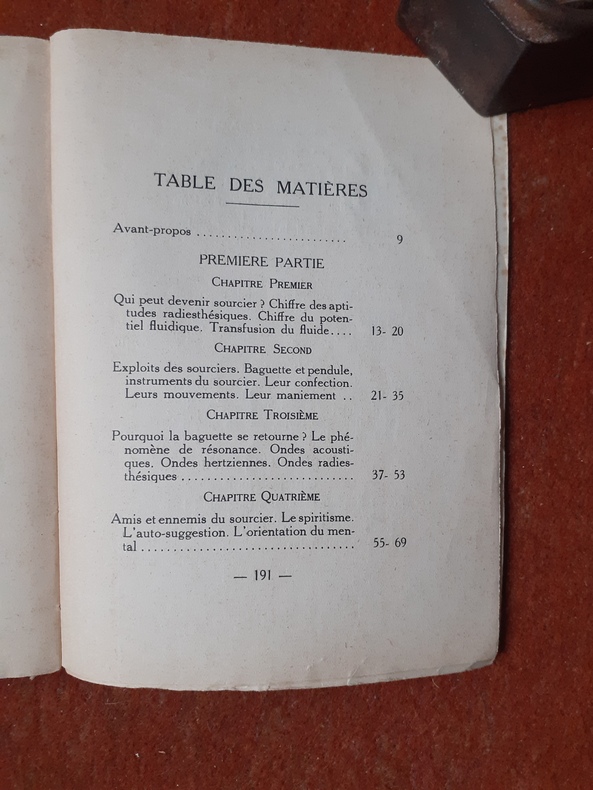 TABLE DES MATIÈRES
Avant-propos ........................ 9
PREMIERE PARTIE
CHAPITRE PREMIER
Qui peut devenir sourcier ? Chiffre des apti-
tudes radiesthésiques. Chiffre du poten-
tiel fluidique. Transfusion du fluide.... 13- 20
CHAPITRE SECOND
Exploits des sourciers. Baguette et pendule,
instruments du sourcier. Leur confection.
Leurs mouvements. Leur maniement .. 21- 35
CHAPITRE TROISIÈME
Pourquoi la baguette se retourne ? Le phé-
nomène de résonance. Ondes acousti-
ques. Ondes hertziennes. Ondes radies-
thésiques ............................ 37- 53
CHAPITRE QUATRIÈME
Amis et ennemis du sourcier. Le spiritisme.
L'auto-suggestion. L'orientation du men-
tal ................................... 55- 69
— 191 —